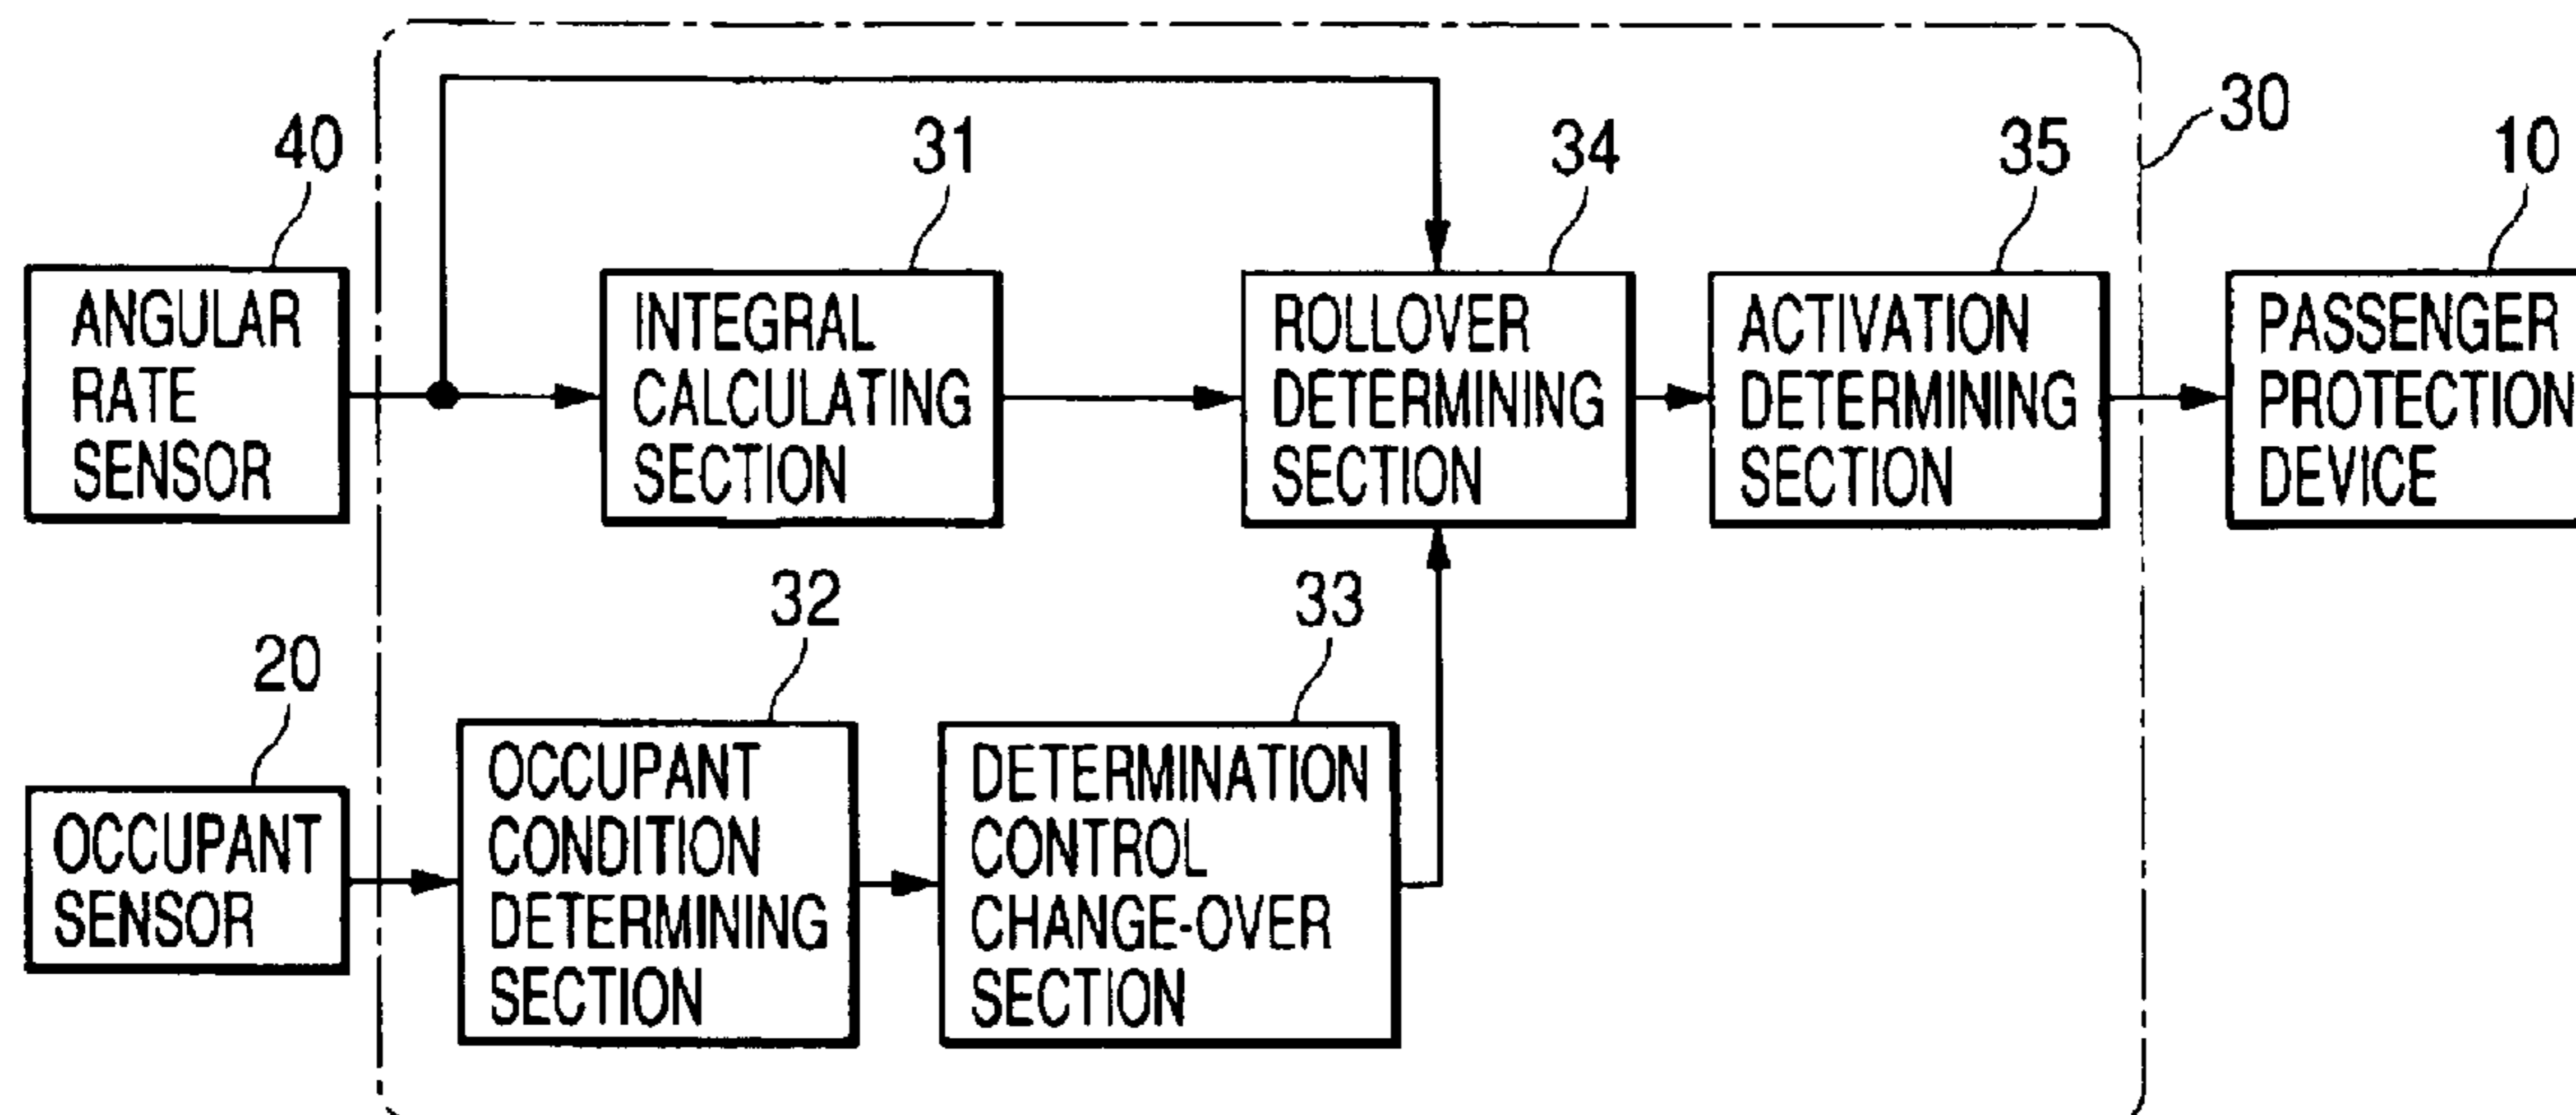 30
40
31
34
35
10
ANGULAR
RATE
SENSOR
INTEGRAL
CALCULATING
SECTION
ROLLOVER
DETERMINING
SECTION
ACTIVATION
DETERMINING
SECTION
PASSENGER
PROTECTION
DEVICE
20
32
33
OCCUPANT
SENSOR
OCCUPANT
CONDITION
DETERMINING
SECTION
DETERMINATION
CONTROL
CHANGE-OVER
SECTION